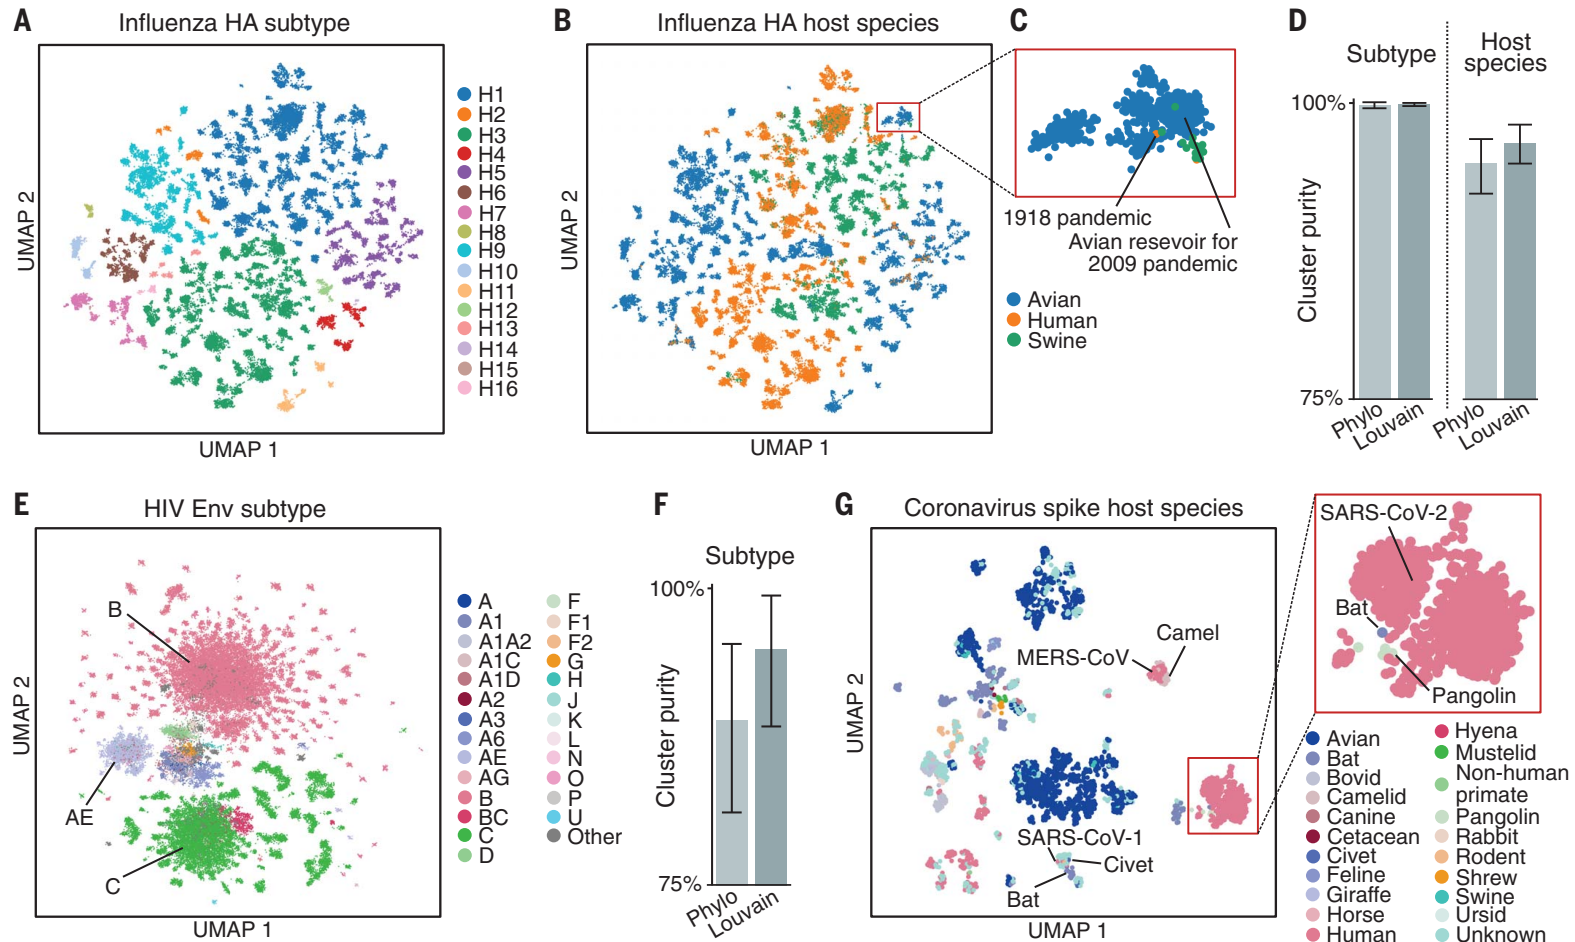 A
Influenza HA subtype
UMAP 2
UMAP 1
H1
H2
H3
H4
H5
H6
H7
H8
H9
H10
H11
H12
H13
H14
H15
H16
B
Influenza HA host species
UMAP 2
UMAP 1
C
1918 pandemic
Avian resevoir for
2009 pandemic
Avian
Human
Swine
D
Subtype
Host
species
100%
Cluster purity
75%
Phylo
Louvain
Phylo
Louvain
E
HIV Env subtype
B
AE
C
UMAP 2
UMAP 1
A
A1
A1A2
A1C
A1D
A2
A3
A6
AE
AG
B
BC
C
D
F
F1
F2
G
H
J
K
L
N
O
P
U
Other
F
Subtype
100%
Cluster purity
75%
Phylo
Louvain
G
Coronavirus spike host species
UMAP 2
UMAP 1
MERS-CoV
Camel
SARS-CoV-1
Civet
Bat
SARS-CoV-2
Bat
Pangolin
Avian
Bat
Bovid
Camelid
Canine
Cetacean
Civet
Feline
Giraffe
Horse
Human
Hyena
Mustelid
Non-human
primate
Pangolin
Rabbit
Rodent
Shrew
Swine
Ursid
Unknown